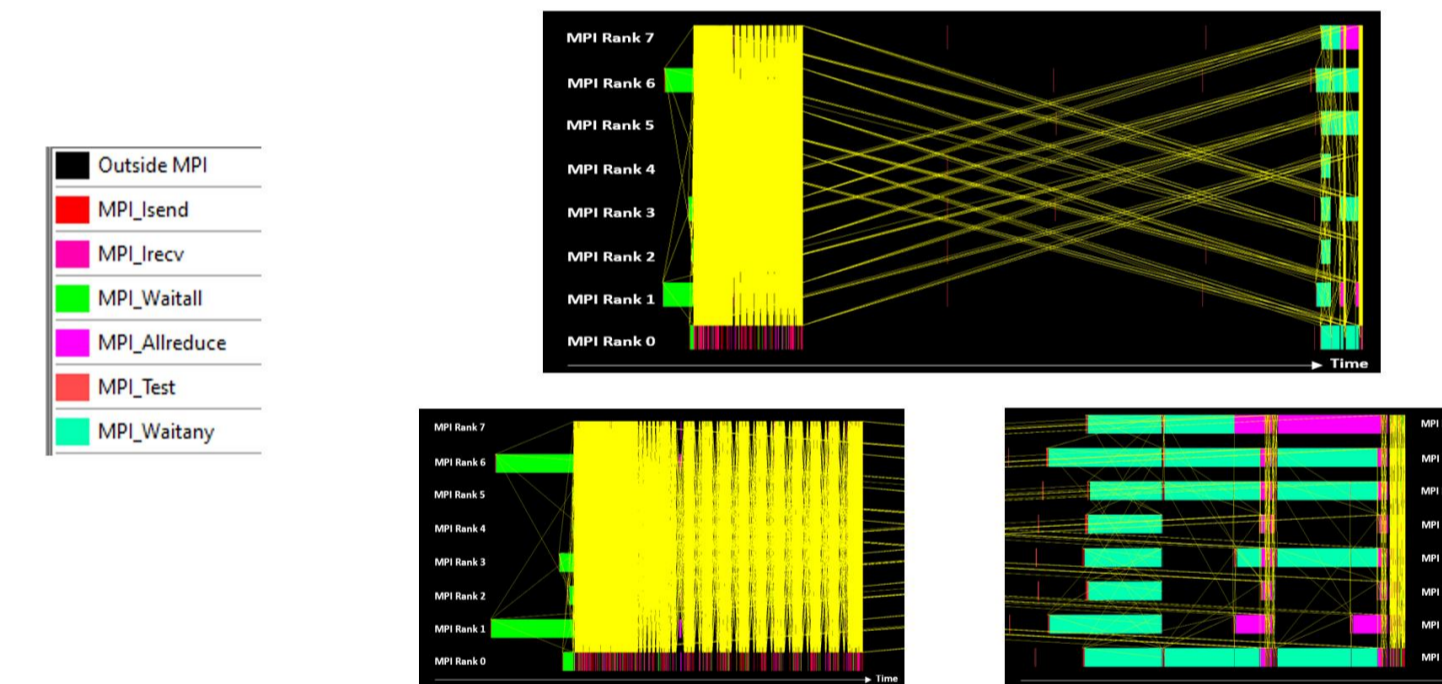 Outside MPI
MPI_Isend
MPI_Irecv
MPI_Waitall
MPI_Allreduce
MPI_Test
MPI_Waitany
MPI Rank 7
MPI Rank 6
MPI Rank 5
MPI Rank 4
MPI Rank 3
MPI Rank 2
MPI Rank 1
MPI Rank 0
Time
MPI Rank 7
MPI Rank 6
MPI Rank 5
MPI Rank 4
MPI Rank 3
MPI Rank 2
MPI Rank 1
MPI Rank 0
Time
MPI
MPI
MPI
MPI
MPI
MPI
MPI
MPI